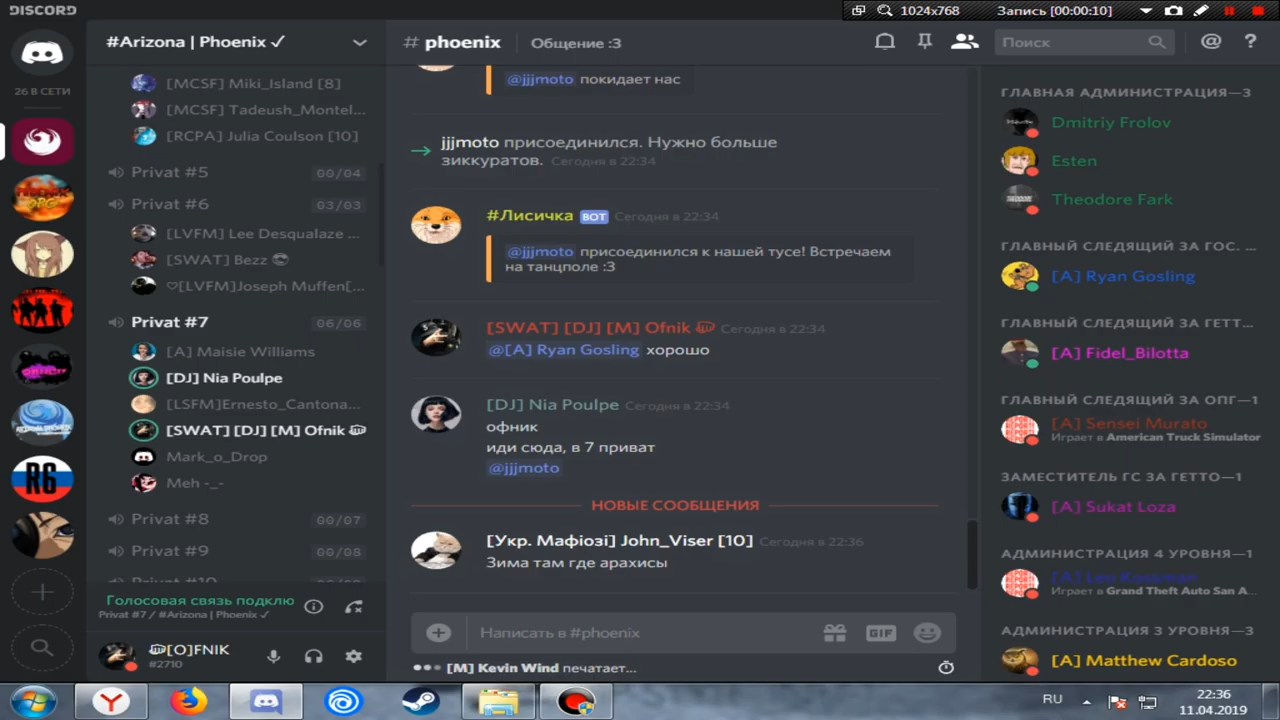 DISCORD
1024x768
Запись [00:00:10]
26 В СЕТИ
R6
#Arizona | Phoenix ✓
[MCSF] Miki_Island [8]
[MCSF] Tadeush_Montel...
[RCPA] Julia Coulson [10]
Privat #5 00/04
Privat #6 03/03
[LVFM] Lee Desqualaze ...
[SWAT] Bezz 😎
♡[LVFM]Joseph Muffen[...
Privat #7 06/06
[A] Maisie Williams
[DJ] Nia Poulpe
[LSFM]Ernesto_Cantona...
[SWAT] [DJ] [M] Ofnik
Mark_o_Drop
Meh -_-
Privat #8 00/07
Privat #9 00/08
Privat #10
Голосовая связь подклю
Privat #7 / #Arizona | Phoenix ✓
[O]FNIK
#2710
# phoenix
Общение :3
Поиск
@jjjmoto покидает нас
jjjmoto присоединился. Нужно больше
зиккуратов. Сегодня в 22:34
#Лисичка БОТ Сегодня в 22:34
@jjjmoto присоединился к нашей тусе! Встречаем
на танцполе :3
[SWAT] [DJ] [M] Ofnik Сегодня в 22:34
@[A] Ryan Gosling хорошо
[DJ] Nia Poulpe Сегодня в 22:34
офник
иди сюда, в 7 приват
@jjjmoto
НОВЫЕ СООБЩЕНИЯ
[Укр. Мафіозі] John_Viser [10] Сегодня в 22:36
Зима там где арахисы
Написать в #phoenix
GIF
[M] Kevin Wind печатает...
ГЛАВНАЯ АДМИНИСТРАЦИЯ—3
Dmitriy Frolov
Esten
Theodore Fark
ГЛАВНЫЙ СЛЕДЯЩИЙ ЗА ГОС. ...
[A] Ryan Gosling
ГЛАВНЫЙ СЛЕДЯЩИЙ ЗА ГЕТТ...
[A] Fidel_Bilotta
ГЛАВНЫЙ СЛЕДЯЩИЙ ЗА ОПГ—1
[A] Sensei Murato
Играет в American Truck Simulator
ЗАМЕСТИТЕЛЬ ГС ЗА ГЕТТО—1
[A] Sukat Loza
АДМИНИСТРАЦИЯ 4 УРОВНЯ—1
Играет в Grand Theft Auto San A...
АДМИНИСТРАЦИЯ 3 УРОВНЯ—3
[A] Matthew Cardoso
RU
22:36
11.04.2019